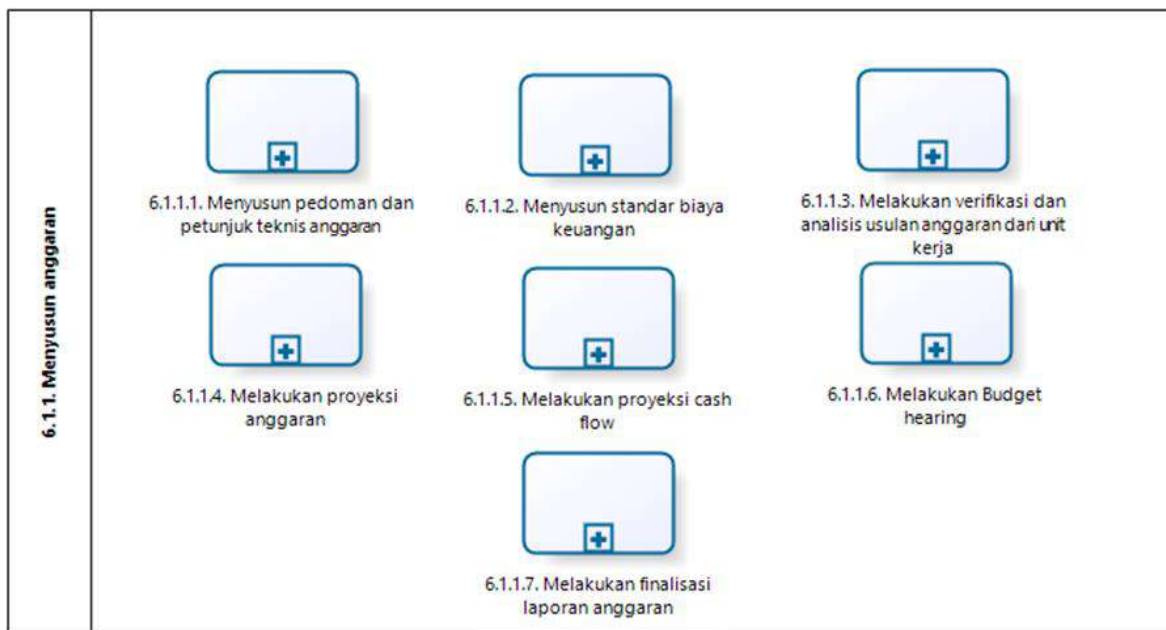 6.1.1. Menyusun anggaran
6.1.1.1. Menyusun pedoman dan
petunjuk teknis anggaran
6.1.1.2. Menyusun standar biaya
keuangan
6.1.1.3. Melakukan verifikasi dan
analisis usulan anggaran dari unit
kerja
6.1.1.4. Melakukan proyeksi
anggaran
6.1.1.5. Melakukan proyeksi cash
flow
6.1.1.6. Melakukan Budget
hearing
6.1.1.7. Melakukan finalisasi
laporan anggaran